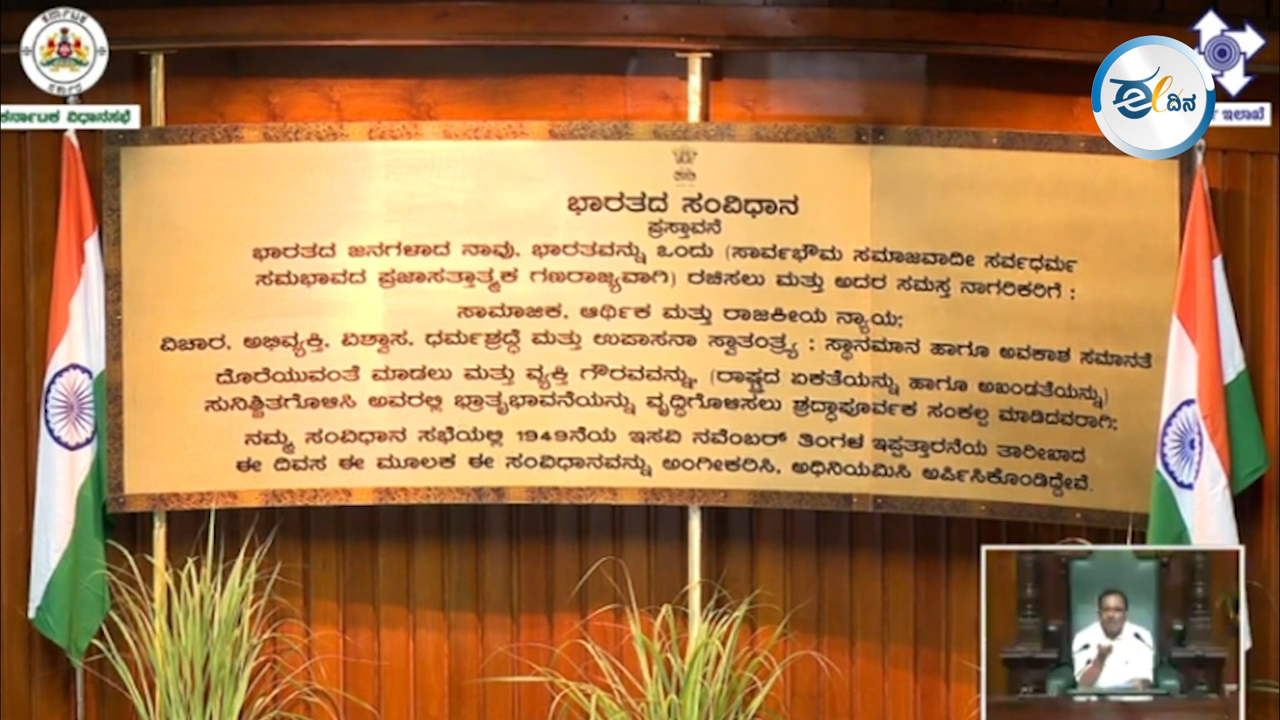 ಕರ್ನಾಟಕ
ಸರ್ಕಾರ
ಕರ್ನಾಟಕ ವಿಧಾನಸಭೆ
ಈ ದಿನ
ಇಲಾಖೆ
ಭಾರತದ ಸಂವಿಧಾನ
ಪ್ರಸ್ತಾವನೆ
ಭಾರತದ ಜನಗಳಾದ ನಾವು, ಭಾರತವನ್ನು ಒಂದು (ಸಾರ್ವಭೌಮ ಸಮಾಜವಾದೀ ಸರ್ವಧರ್ಮ
ಸಮಭಾವದ ಪ್ರಜಾಸತ್ತಾತ್ಮಕ ಗಣರಾಜ್ಯವಾಗಿ) ರಚಿಸಲು ಮತ್ತು ಅದರ ಸಮಸ್ತ ನಾಗರಿಕರಿಗೆ :
ಸಾಮಾಜಿಕ, ಆರ್ಥಿಕ ಮತ್ತು ರಾಜಕೀಯ ನ್ಯಾಯ;
ವಿಚಾರ, ಅಭಿವ್ಯಕ್ತಿ, ವಿಶ್ವಾಸ, ಧರ್ಮಶ್ರದ್ಧೆ ಮತ್ತು ಉಪಾಸನಾ ಸ್ವಾತಂತ್ರ್ಯ ; ಸ್ಥಾನಮಾನ ಹಾಗೂ ಅವಕಾಶ ಸಮಾನತೆ
ದೊರೆಯುವಂತೆ ಮಾಡಲು ಮತ್ತು ವ್ಯಕ್ತಿ ಗೌರವವನ್ನು, (ರಾಷ್ಟ್ರದ ಏಕತೆಯನ್ನು ಹಾಗೂ ಅಖಂಡತೆಯನ್ನು)
ಸುನಿಶ್ಚಿತಗೊಳಿಸಿ ಅವರಲ್ಲಿ ಭ್ರಾತೃಭಾವನೆಯನ್ನು ವೃದ್ಧಿಗೊಳಿಸಲು ಶ್ರದ್ಧಾಪೂರ್ವಕ ಸಂಕಲ್ಪ ಮಾಡಿದವರಾಗಿ;
ನಮ್ಮ ಸಂವಿಧಾನ ಸಭೆಯಲ್ಲಿ 1949ನೆಯ ಇಸವಿ ನವೆಂಬರ್ ತಿಂಗಳ ಇಪ್ಪತ್ತಾರನೆಯ ತಾರೀಖಾದ
ಈ ದಿವಸ ಈ ಮೂಲಕ ಈ ಸಂವಿಧಾನವನ್ನು ಅಂಗೀಕರಿಸಿ, ಅಧಿನಿಯಮಿಸಿ ಅರ್ಪಿಸಿಕೊಂಡಿದ್ದೇವೆ.